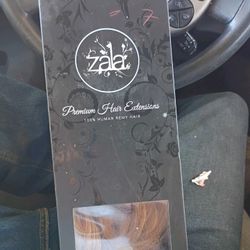 zala
Premium Hair Extensions
100% HUMAN REMY HAIR